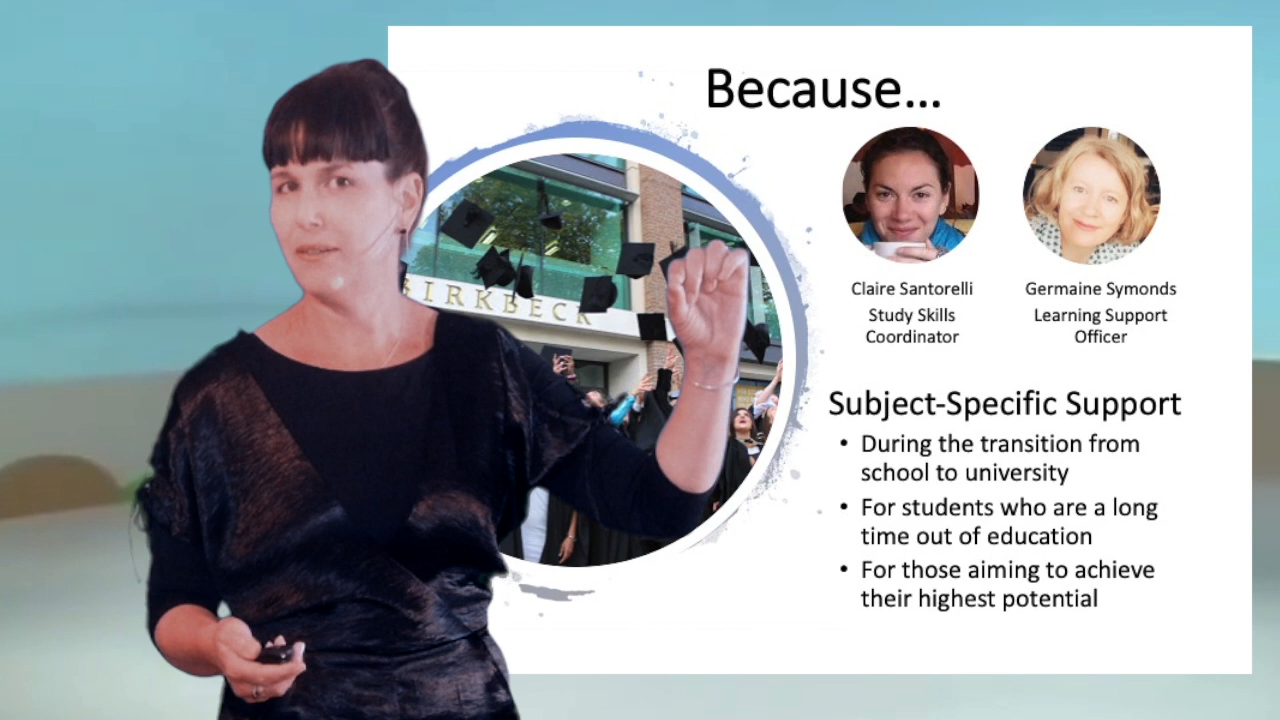 Because...
BIRKBECK
Claire Santorelli
Study Skills
Coordinator
Germaine Symonds
Learning Support
Officer
Subject-Specific Support
• During the transition from
school to university
• For students who are a long
time out of education
• For those aiming to achieve
their highest potential